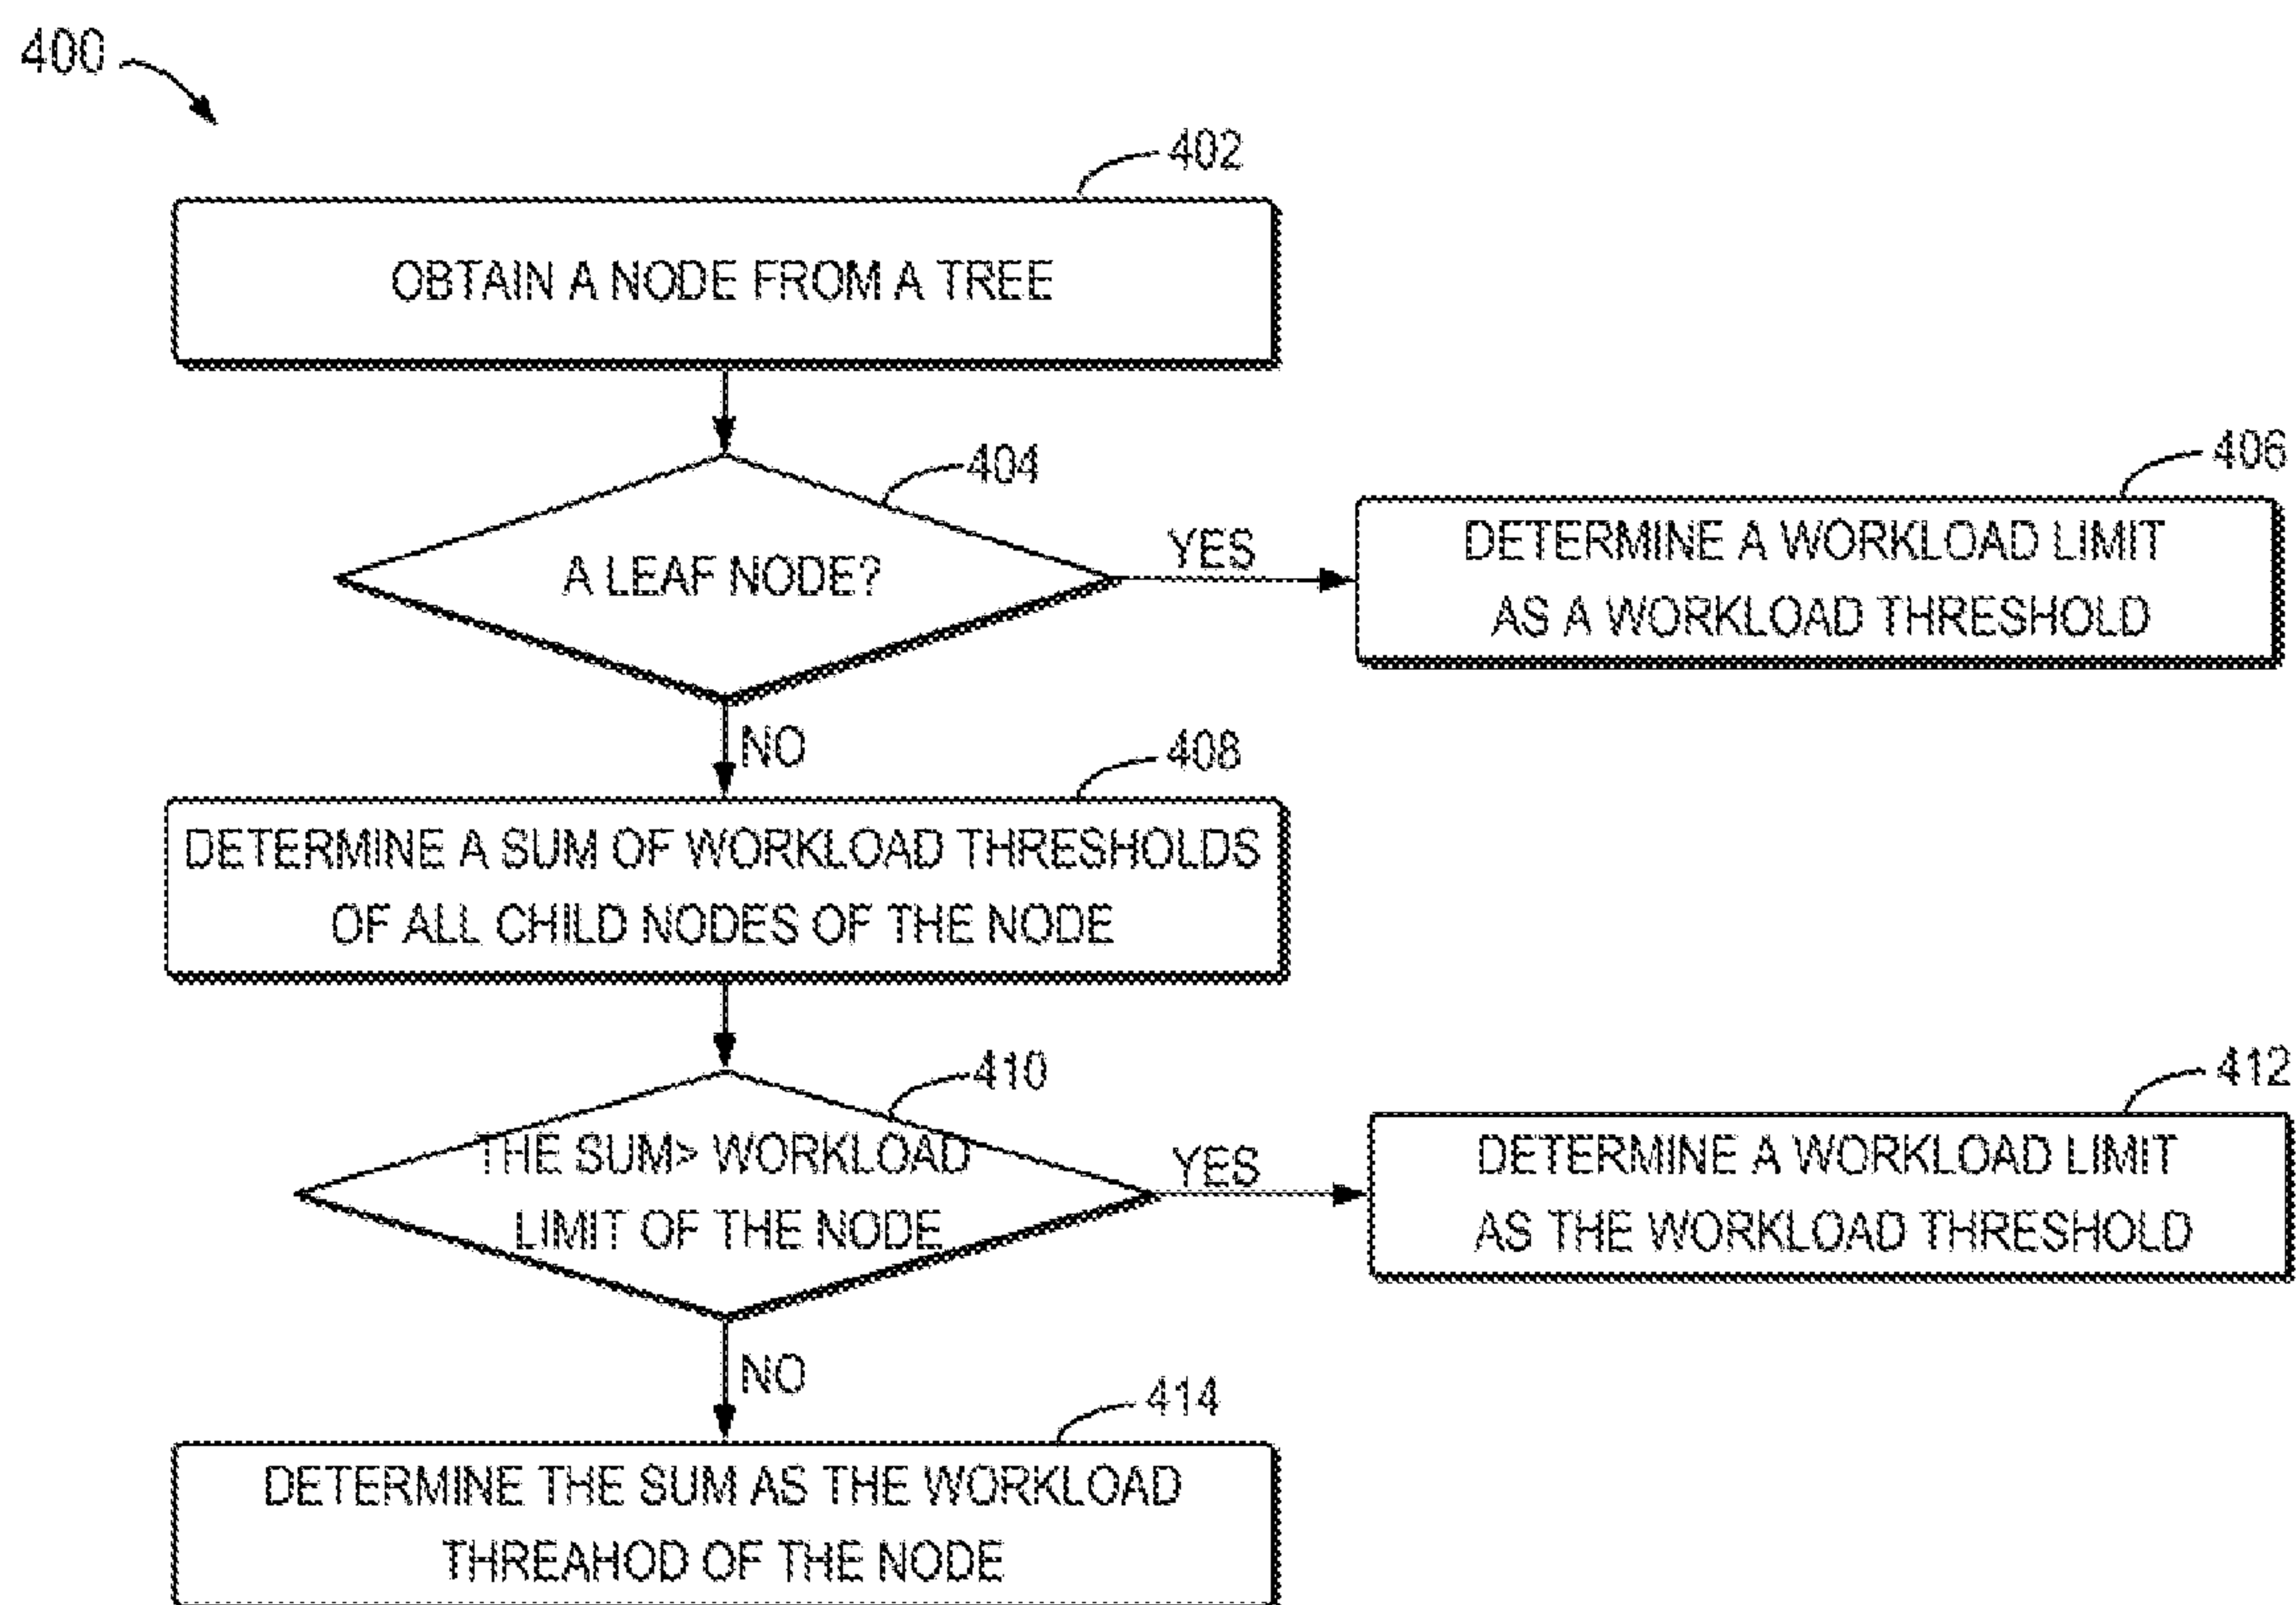 400
402
OBTAIN A NODE FROM A TREE
404
A LEAF NODE?
YES
406
DETERMINE A WORKLOAD LIMIT
AS A WORKLOAD THRESHOLD
NO
408
DETERMINE A SUM OF WORKLOAD THRESHOLDS
OF ALL CHILD NODES OF THE NODE
410
THE SUM> WORKLOAD
LIMIT OF THE NODE
YES
412
DETERMINE A WORKLOAD LIMIT
AS THE WORKLOAD THRESHOLD
NO
414
DETERMINE THE SUM AS THE WORKLOAD
THREAHOD OF THE NODE